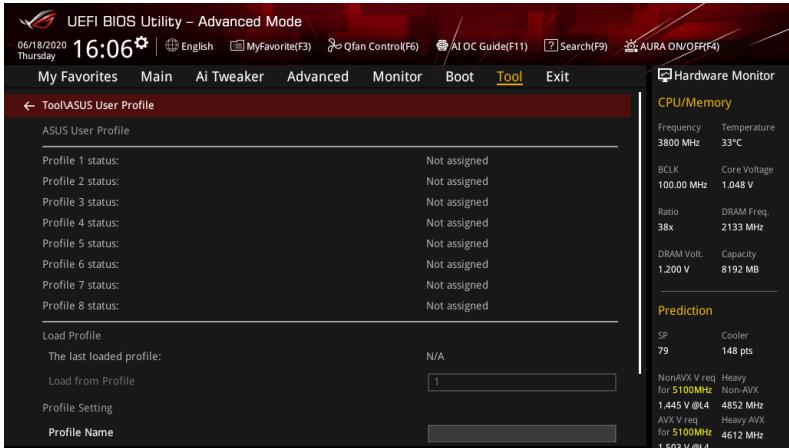 UEFI BIOS Utility – Advanced Mode
06/18/2020 Thursday 16:06 English MyFavorite(F3) Qfan Control(F6) AI OC Guide(F11) Search(F9) AURA ON/OFF(F4)
My Favorites Main Ai Tweaker Advanced Monitor Boot Tool Exit
← Tool\ASUS User Profile
ASUS User Profile
Profile 1 status: Not assigned
Profile 2 status: Not assigned
Profile 3 status: Not assigned
Profile 4 status: Not assigned
Profile 5 status: Not assigned
Profile 6 status: Not assigned
Profile 7 status: Not assigned
Profile 8 status: Not assigned
Load Profile
The last loaded profile: N/A
Load from Profile 1
Profile Setting
Profile Name
Hardware Monitor
CPU/Memory
Frequency Temperature
3800 MHz 33°C
BCLK Core Voltage
100.00 MHz 1.048 V
Ratio DRAM Freq.
38x 2133 MHz
DRAM Volt. Capacity
1.200 V 8192 MB
Prediction
SP Cooler
79 148 pts
NonAVX V req Heavy
for 5100MHz Non-AVX
1.445 V @L4 4852 MHz
AVX V req Heavy AVX
for 5100MHz 4612 MHz
1.503 V @L4